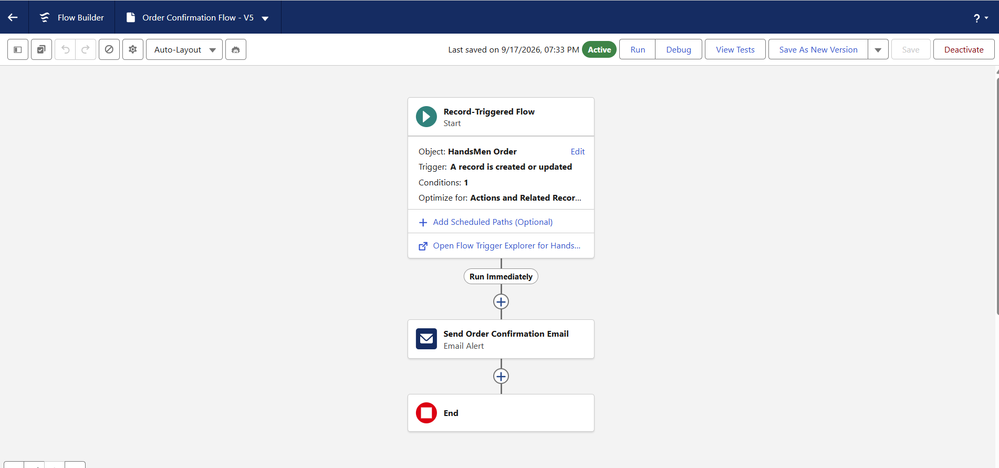 Flow Builder
Order Confirmation Flow - V5
?
Auto-Layout
Last saved on 9/17/2026, 07:33 PM
Active
Run
Debug
View Tests
Save As New Version
Save
Deactivate
Record-Triggered Flow
Start
Object: HandsMen Order
Edit
Trigger: A record is created or updated
Conditions: 1
Optimize for: Actions and Related Recor...
Add Scheduled Paths (Optional)
Open Flow Trigger Explorer for Hands...
Run Immediately
Send Order Confirmation Email
Email Alert
End